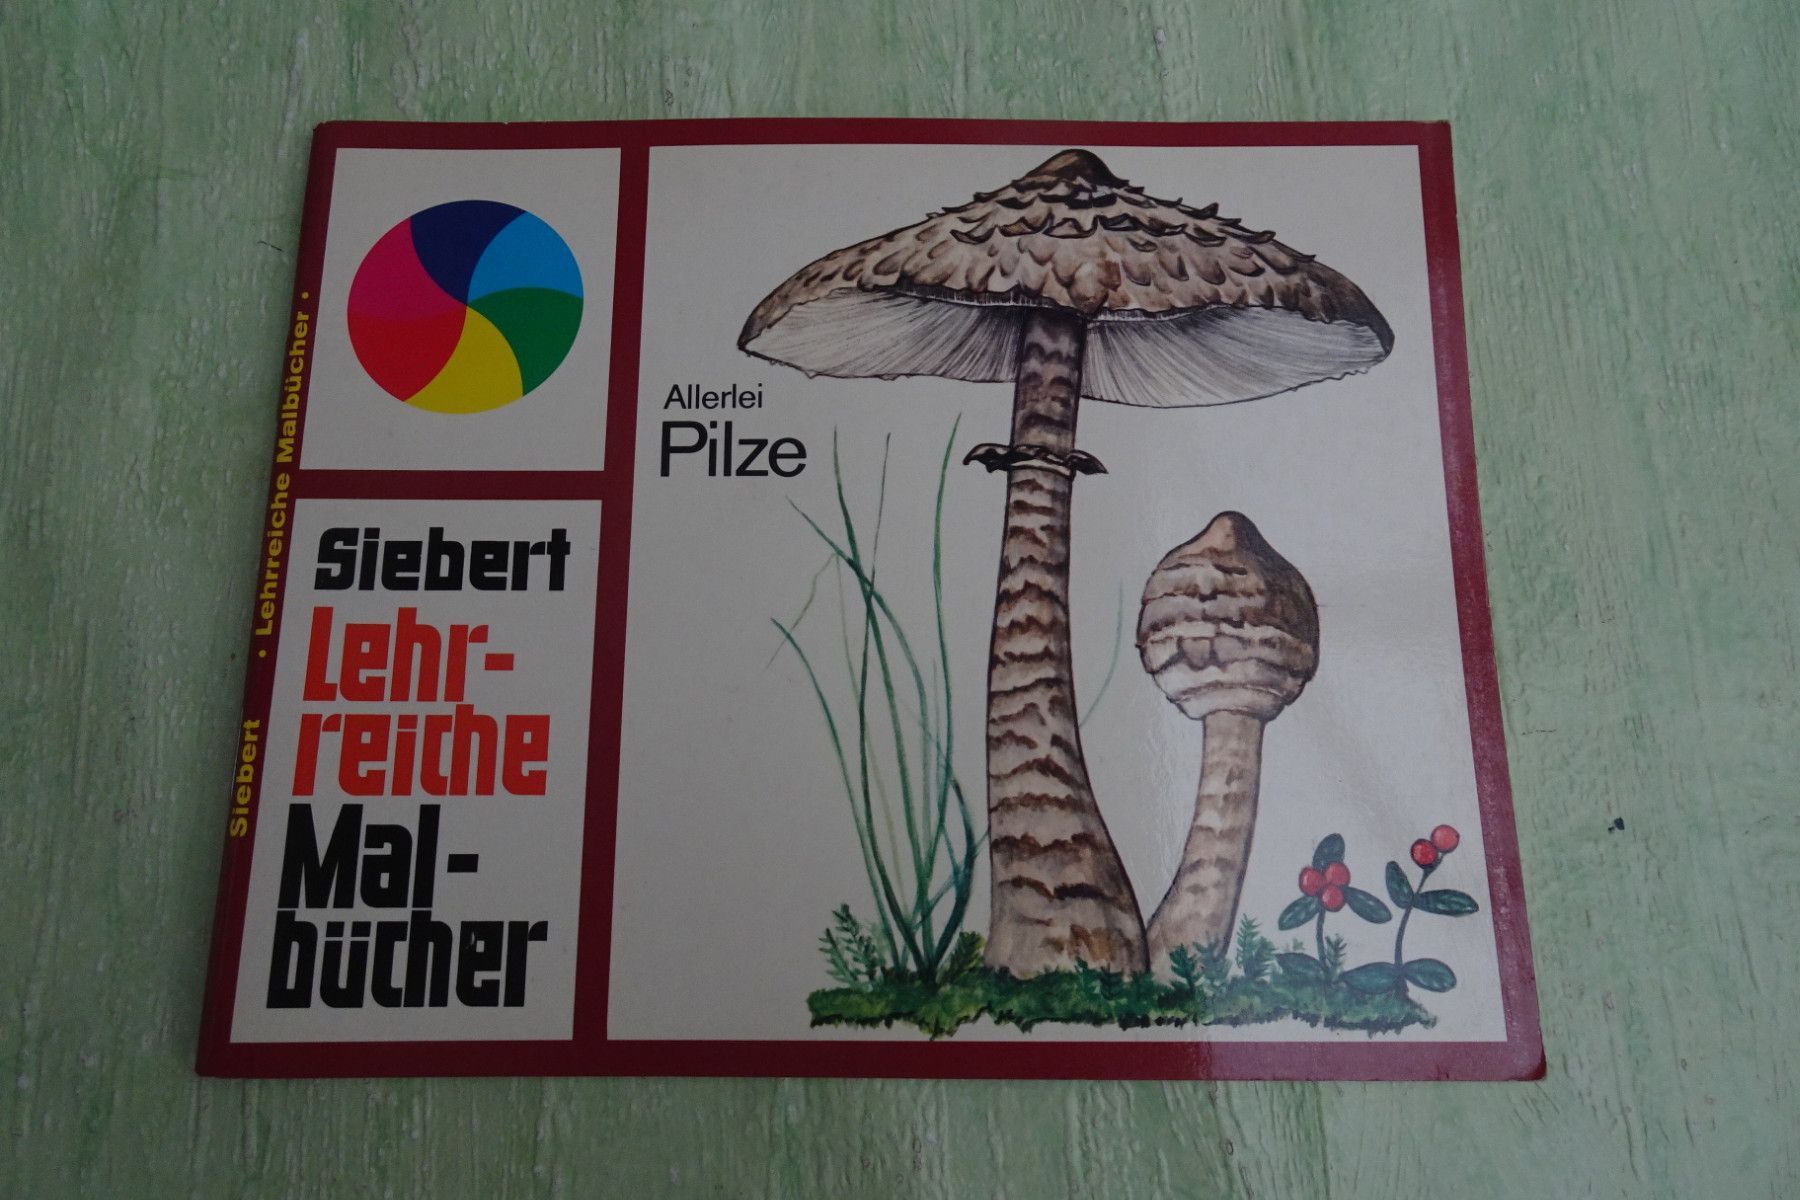 Siebert • Lehrreiche Malbücher •
Siebert
Lehr-
reiche
Mal-
bücher
Allerlei
Pilze